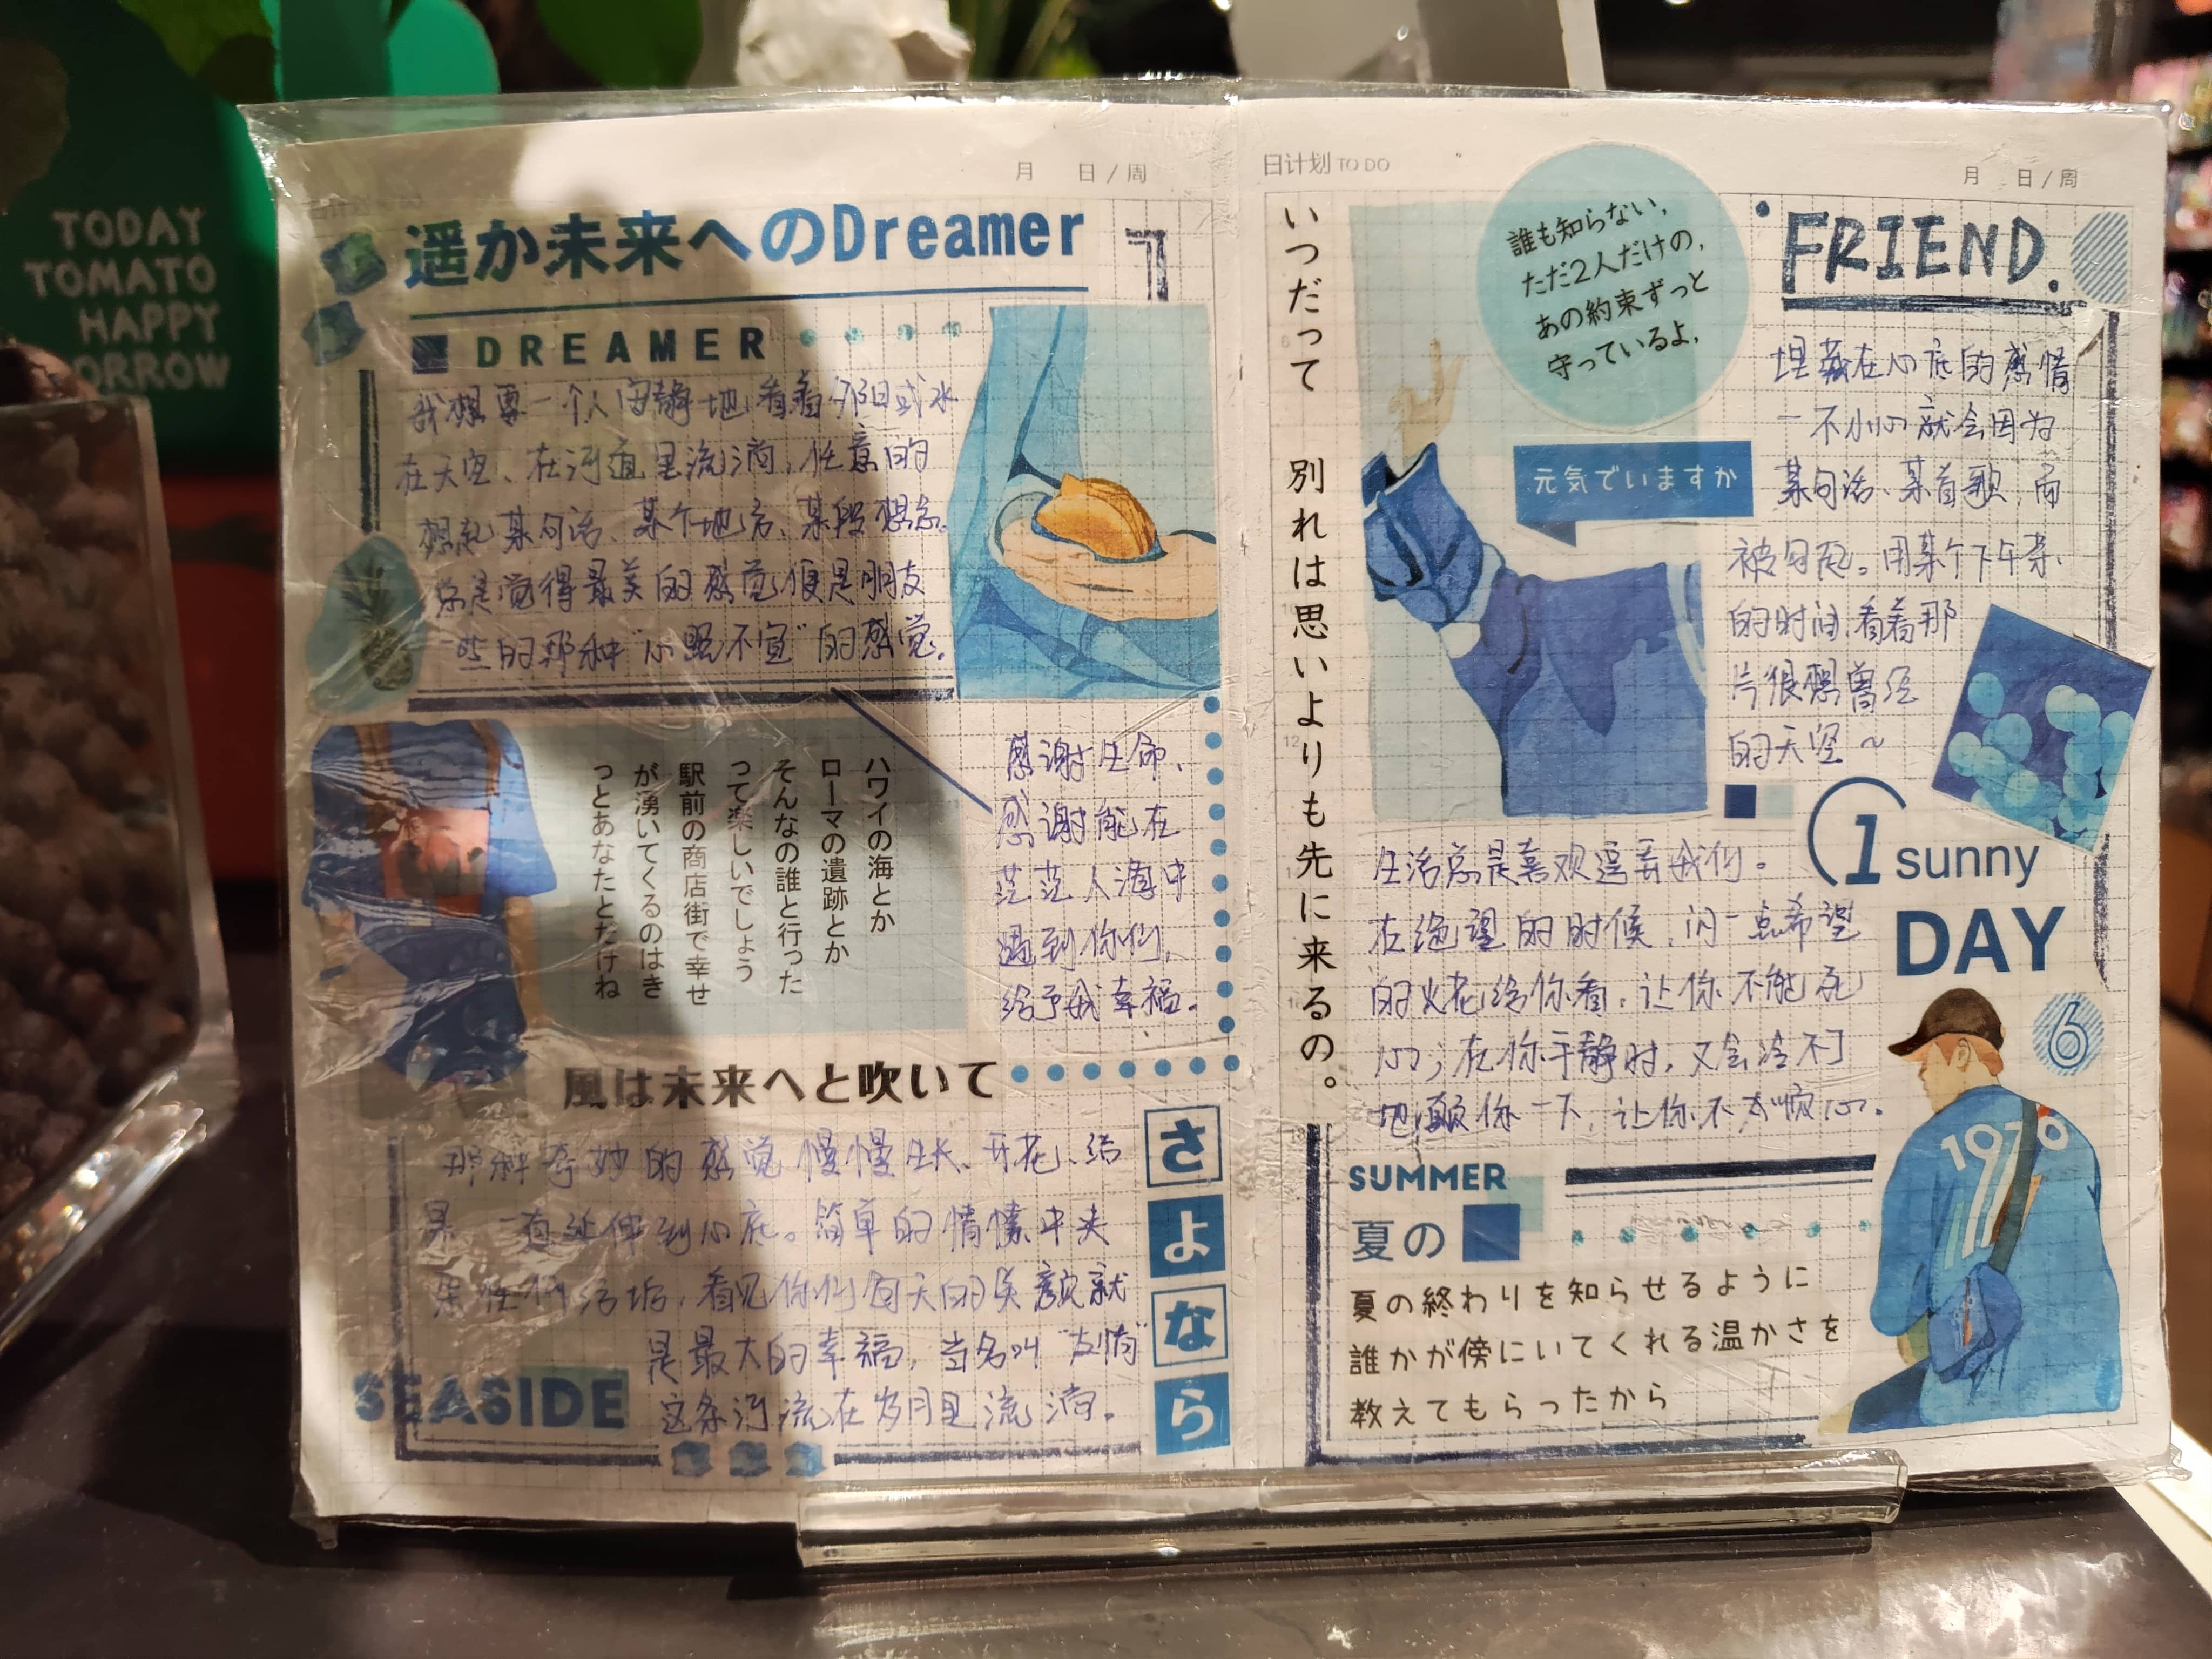 TODAY
TOMATO
HAPPY
ORROW
月 日/周
遥か未来へのDreamer
DREAMER
我想要一个人安静地看着夕阳或水
在天空、在河道里流淌,任意的
想起某句话、某个地方、某段想念。
总是觉得最美的感觉便是朋友
一些的那种“心照不宣”的感觉。
ハワイの海とか
ローマの遺跡とか
そんなの誰と行った
って楽しいでしょう
駅前の商店街で幸せ
が湧いてくるのはき
っとあなたとだけね
感谢生命、
感谢能在
茫茫人海中
遇到你们,
给予我幸福。
風は未来へと吹いて
那种奇妙的感觉慢慢生长、开花、结
果 一直延伸到心底。简单的情愫中夹
杂任何污垢,看见你们每天的笑颜就
是最大的幸福,当名叫“友情”
这条河流在岁月里流淌。
SEASIDE
さよなら
日计划 TO DO
月 日/周
いつだって 別れは思いよりも先に来るの。
誰も知らない,
ただ2人だけの,
あの約束ずっと
守っているよ,
元気でいますか
FRIEND.
埋藏在心底的感情
一不小心就会因为
某句话、某首歌,而
被勾起。用某个下午茶
的时间,看着那
片很想曾经
的天空~
1 sunny
DAY
生活总是喜欢逗弄我们。
在绝望的时候,闪一点希望
的火花给你看,让你不能死
心;在你平静时,又会冷不
地颠你一下,让你不太顺心。
6
1976
SUMMER
夏の
夏の終わりを知らせるように
誰かが傍にいてくれる温かさを
教えてもらったから